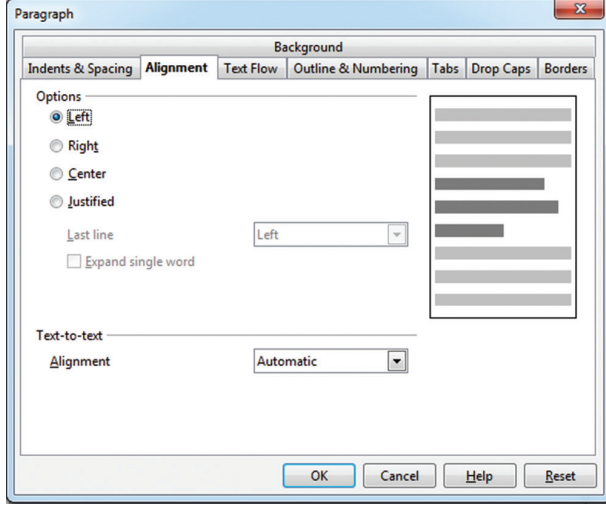 Paragraph
Background
Indents & Spacing Alignment Text Flow Outline & Numbering Tabs Drop Caps Borders
Options
Left
Right
Center
Justified
Last line Left
Expand single word
Text-to-text
Alignment Automatic
OK Cancel Help Reset